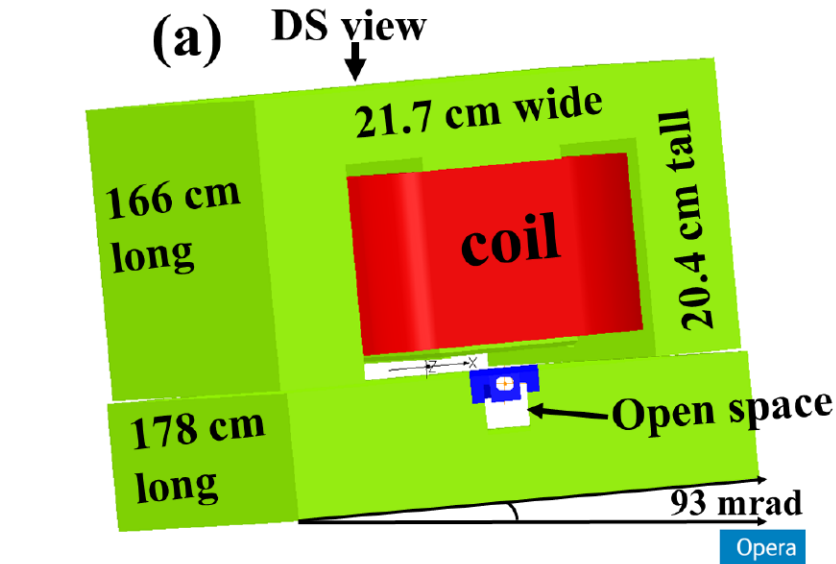 (a) DS view
21.7 cm wide
166 cm
long
coil
20.4 cm tall
Z X
178 cm
long
Open space
93 mrad
Opera